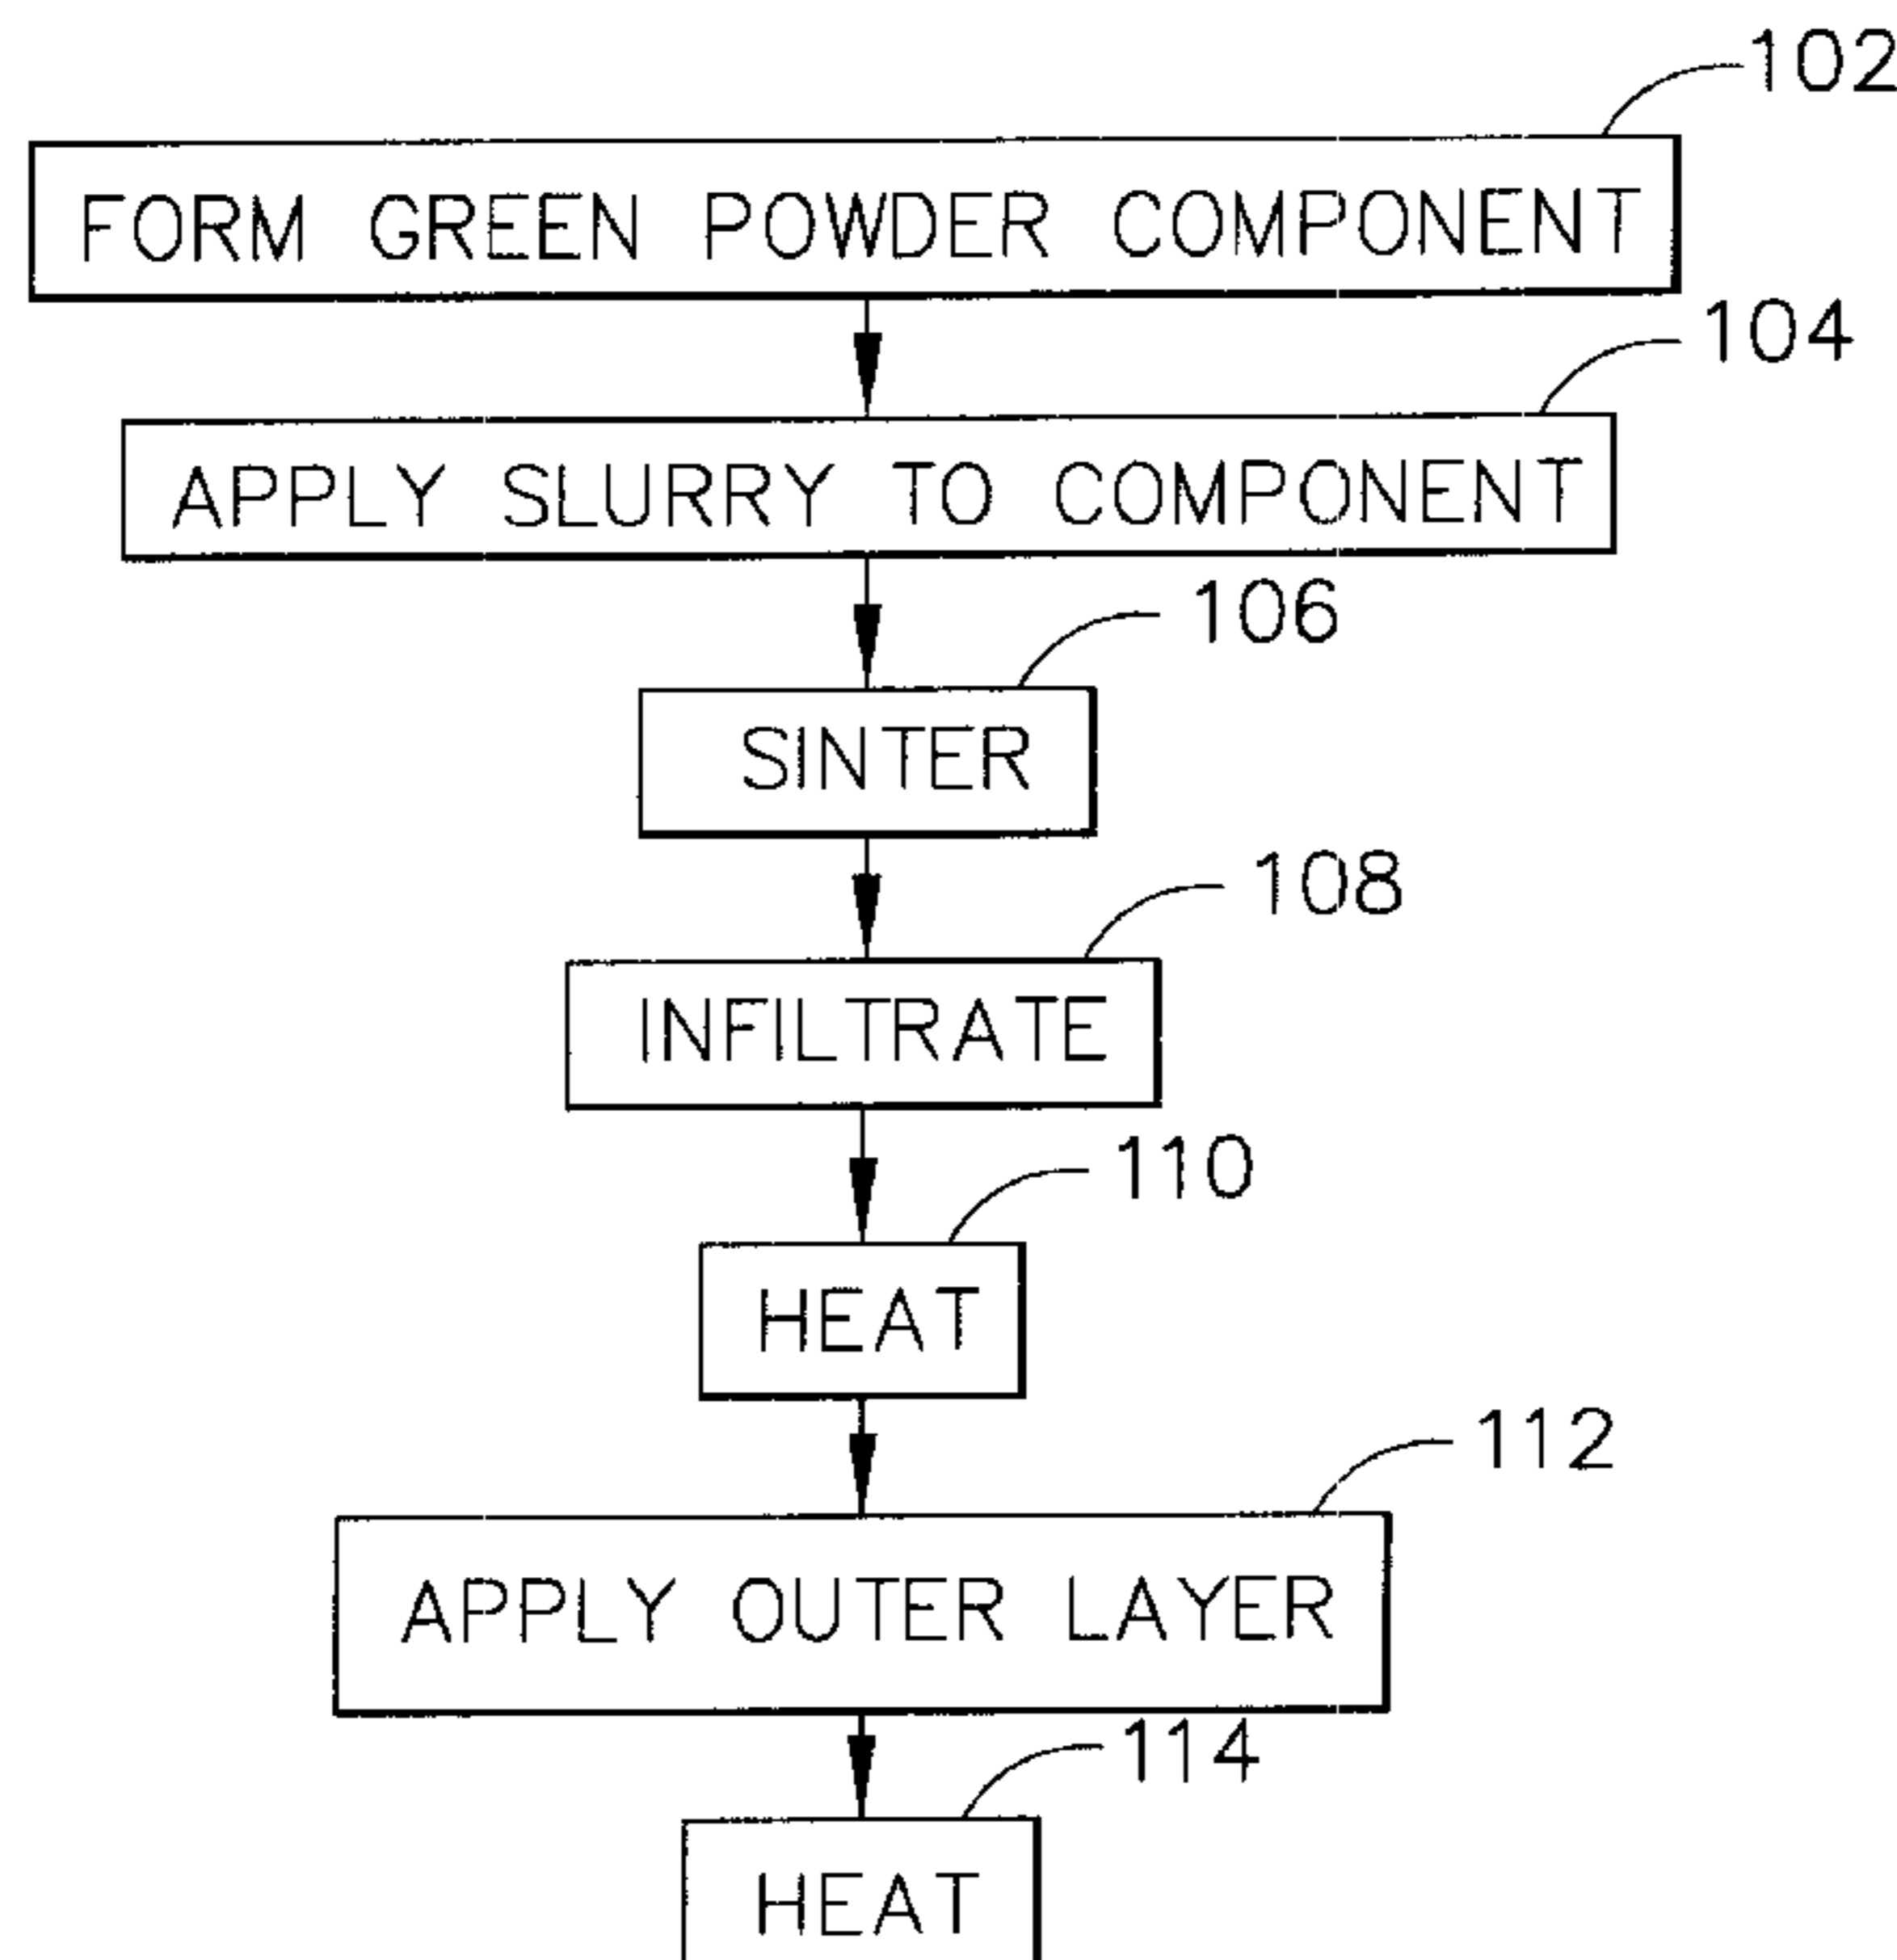 102
FORM GREEN POWDER COMPONENT
104
APPLY SLURRY TO COMPONENT
106
SINTER
108
INFILTRATE
110
HEAT
112
APPLY OUTER LAYER
114
HEAT